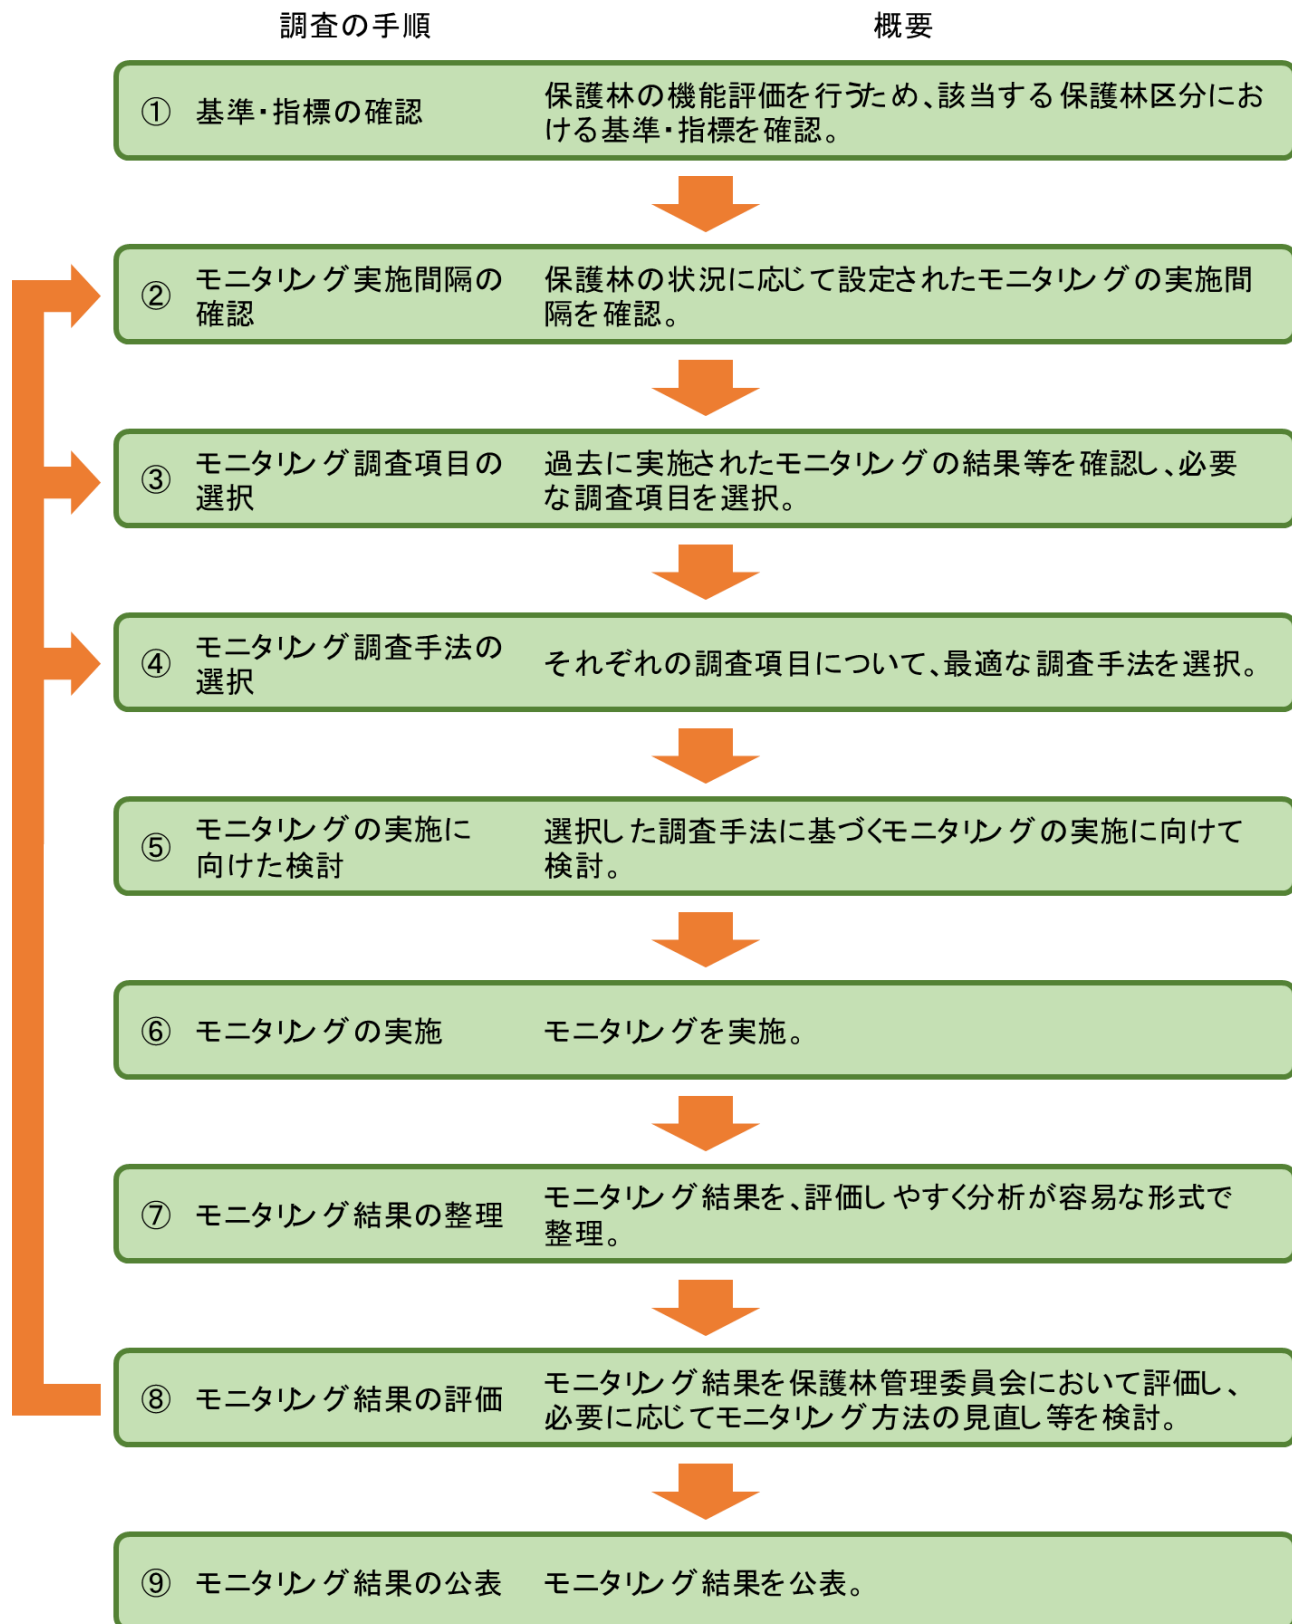 調査の手順 概要
① 基準・指標の確認
保護林の機能評価を行うため、該当する保護林区分にお
ける基準・指標を確認。
② モニタリング実施間隔の
確認
保護林の状況に応じて設定されたモニタリングの実施間
隔を確認。
③ モニタリング調査項目の
選択
過去に実施されたモニタリングの結果等を確認し、必要
な調査項目を選択。
④ モニタリング調査手法の
選択
それぞれの調査項目について、最適な調査手法を選択。
⑤ モニタリングの実施に
向けた検討
選択した調査手法に基づくモニタリングの実施に向けて
検討。
⑥ モニタリングの実施
モニタリングを実施。
⑦ モニタリング結果の整理
モニタリング結果を、評価しやすく分析が容易な形式で
整理。
⑧ モニタリング結果の評価
モニタリング結果を保護林管理委員会において評価し、
必要に応じてモニタリング方法の見直し等を検討。
⑨ モニタリング結果の公表
モニタリング結果を公表。